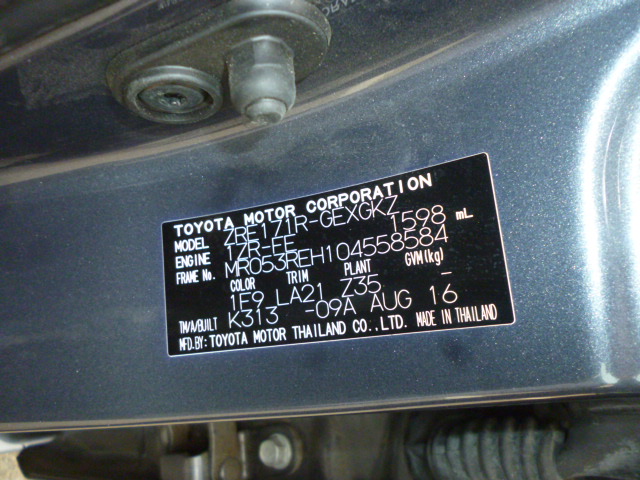 TOYOTA MOTOR CORPORATION
MODEL ZRE171R-GEXGKZ
ENGINE 1ZR-FE 1598 mL
FRAME No. MR053REH104558584
COLOR TRIM PLANT GVM(kg)
1F9 LA21 Z35 -
TM/A/BUILT K313 -09A AUG 16
MFD.BY: TOYOTA MOTOR THAILAND CO.,LTD. MADE IN THAILAND